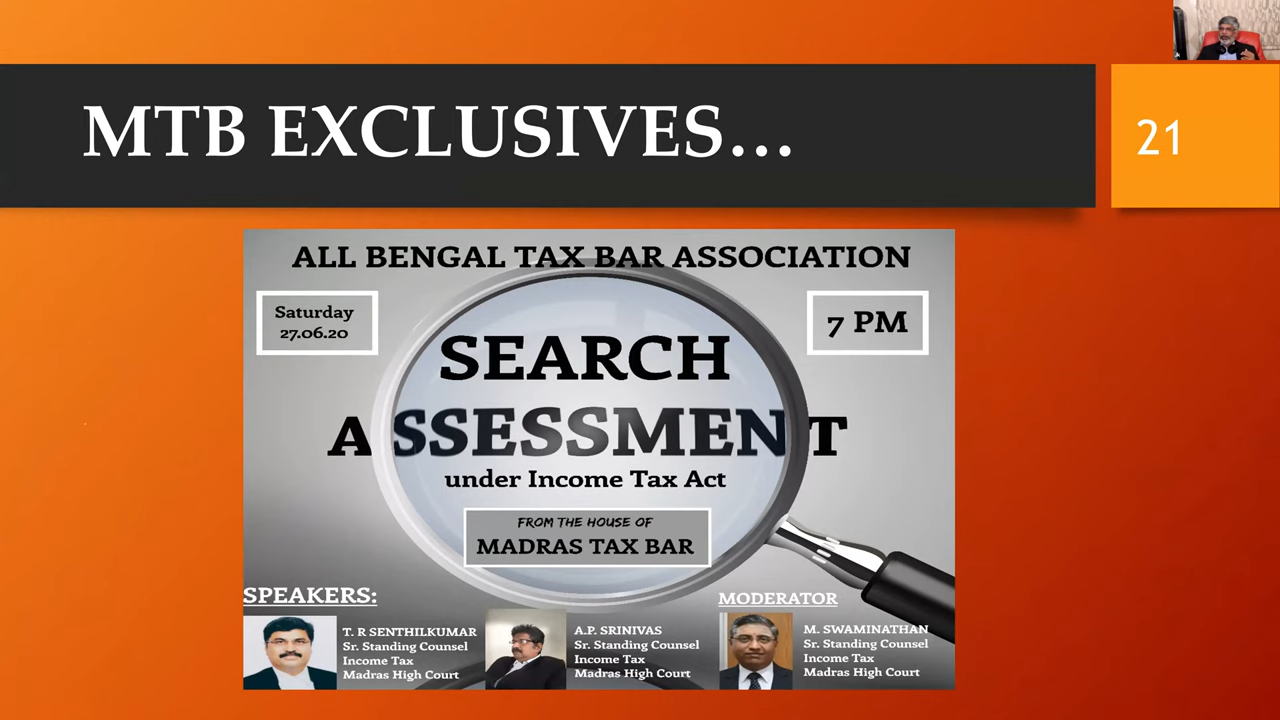 MTB EXCLUSIVES...
21
ALL BENGAL TAX BAR ASSOCIATION
Saturday
27.06.20
7 PM
SEARCH
ASSESSMENT
under Income Tax Act
FROM THE HOUSE OF
MADRAS TAX BAR
SPEAKERS:
T. R SENTHILKUMAR
Sr. Standing Counsel
Income Tax
Madras High Court
A.P. SRINIVAS
Sr. Standing Counsel
Income Tax
Madras High Court
MODERATOR
M. SWAMINATHAN
Sr. Standing Counsel
Income Tax
Madras High Court